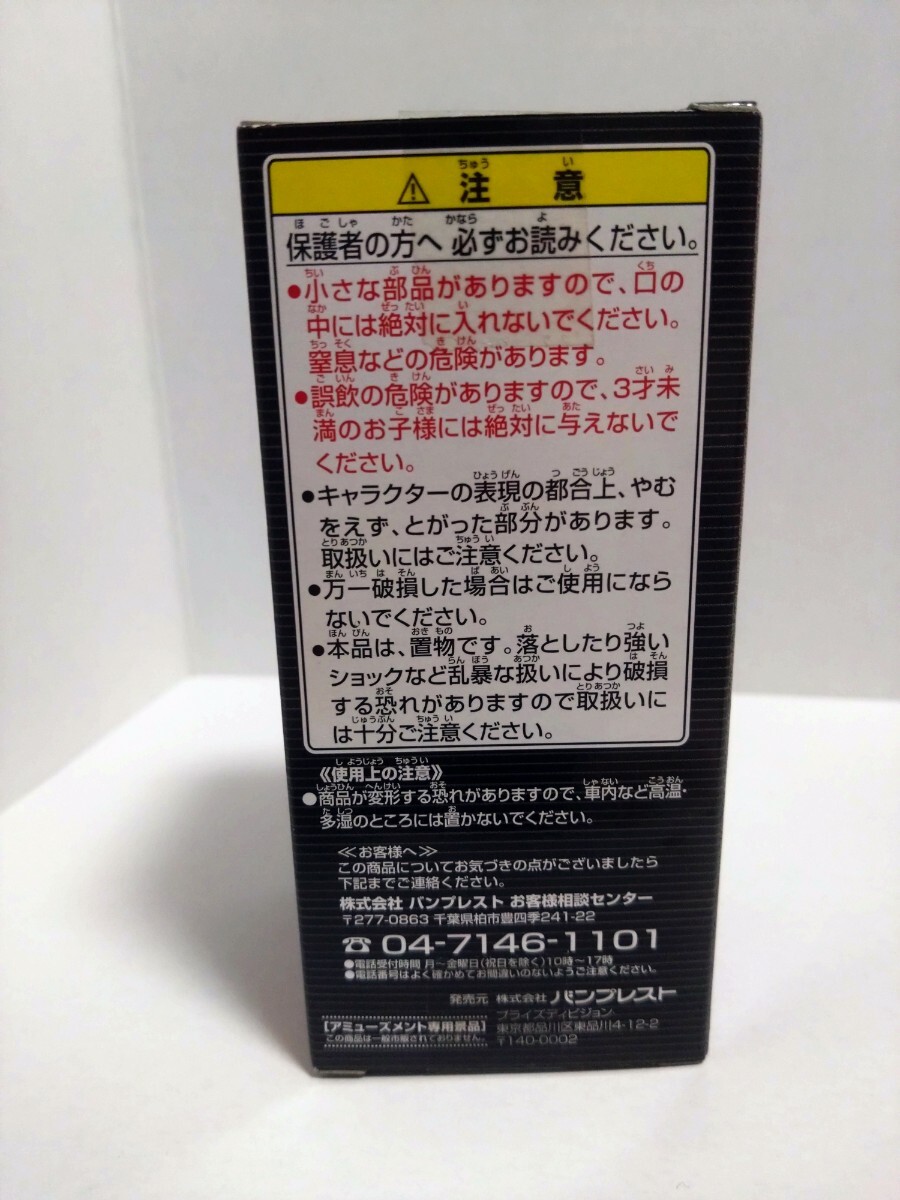 ⚠ 注意
保護者の方へ 必ずお読みください。
●小さな部品がありますので、口の
中には絶対に入れないでください。
窒息などの危険があります。
●誤飲の危険がありますので、3才未
満のお子様には絶対に与えないで
ください。
●キャラクターの表現の都合上、やむ
をえず、とがった部分があります。
取扱いにはご注意ください。
●万一破損した場合はご使用になら
ないでください。
●本品は、置物です。落としたり強い
ショックなど乱暴な扱いにより破損
する恐れがありますので取扱いに
は十分ご注意ください。
《使用上の注意》
●商品が変形する恐れがありますので、車内など高温・
多湿のところには置かないでください。
≪お客様へ≫
この商品についてお気づきの点がございましたら
下記までご連絡ください。
株式会社 バンプレスト お客様相談センター
〒277-0863 千葉県柏市豊四季241-22
☎ 04-7146-1101
●電話受付時間 月〜金曜日(祝日を除く)10時〜17時
●電話番号はよく確かめてお間違いのないようご注意ください。
発売元 株式会社 バンプレスト
プライズディビジョン
東京都品川区東品川4-12-2
〒140-0002
【アミューズメント専用景品】
この商品は一般市販されておりません。